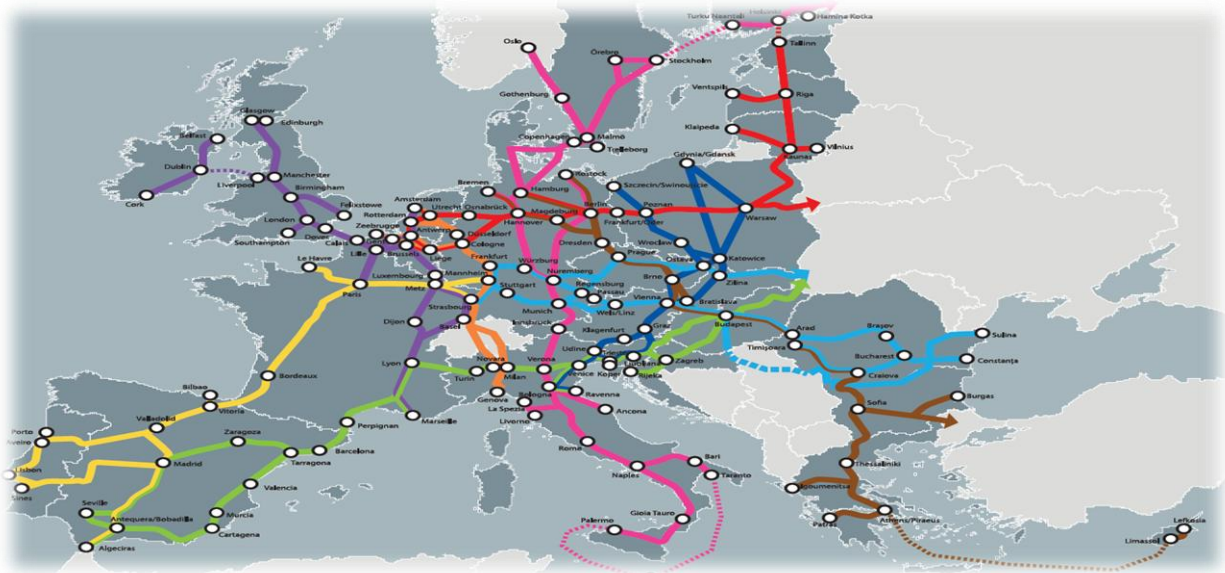 Turku Naantali
Helsinki
Hamina Kotka
Oslo
Örebro
Stockholm
Tallinn
Ventspils
Riga
Gothenburg
Klaipeda
Glasgow
Edinburgh
Belfast
Copenhagen
Malmö
Trelleborg
Kaunas
Vilnius
Gdynia/Gdansk
Dublin
Liverpool
Manchester
Rostock
Bremen
Hamburg
Szczecin/Swinoujscie
Cork
Birmingham
Felixstowe
Amsterdam
Utrecht
Osnabrück
Magdeburg
Berlin
Poznan
Warsaw
London
Rotterdam
Hannover
Frankfurt/Oder
Zeebrugge
Antwerp
Düsseldorf
Southampton
Dover
Calais
Gent
Cologne
Dresden
Wroclaw
Lille
Brussels
Liège
Prague
Ostava
Katowice
Le Havre
Frankfurt
Würzburg
Luxembourg
Mannheim
Nuremberg
Brno
Zilina
Paris
Metz
Stuttgart
Regensburg
Passau
Strasbourg
Munich
Wels/Linz
Vienna
Bratislava
Dijon
Basel
Innsbruck
Klagenfurt
Graz
Budapest
Arad
Brasov
Sulina
Udine
Timişoara
Bucharest
Constanţa
Lyon
Novara
Verona
Venice
Trieste
Ljubljana
Zagreb
Turin
Milan
Koper
Rijeka
Craiova
Bordeaux
Genova
Bologna
Ravenna
Bilbao
La Spezia
Ancona
Sofia
Burgas
Vitoria
Livorno
Valladolid
Perpignan
Marseille
Porto
Aveiro
Zaragoza
Rome
Madrid
Tarragona
Barcelona
Naples
Bari
Thessaloniki
Lisbon
Taranto
Sines
Valencia
Igoumenitsa
Seville
Murcia
Gioia Tauro
Patras
Athens/Piraeus
Antequera/Bobadilla
Palermo
Lefkosia
Cartagena
Limassol
Algeciras